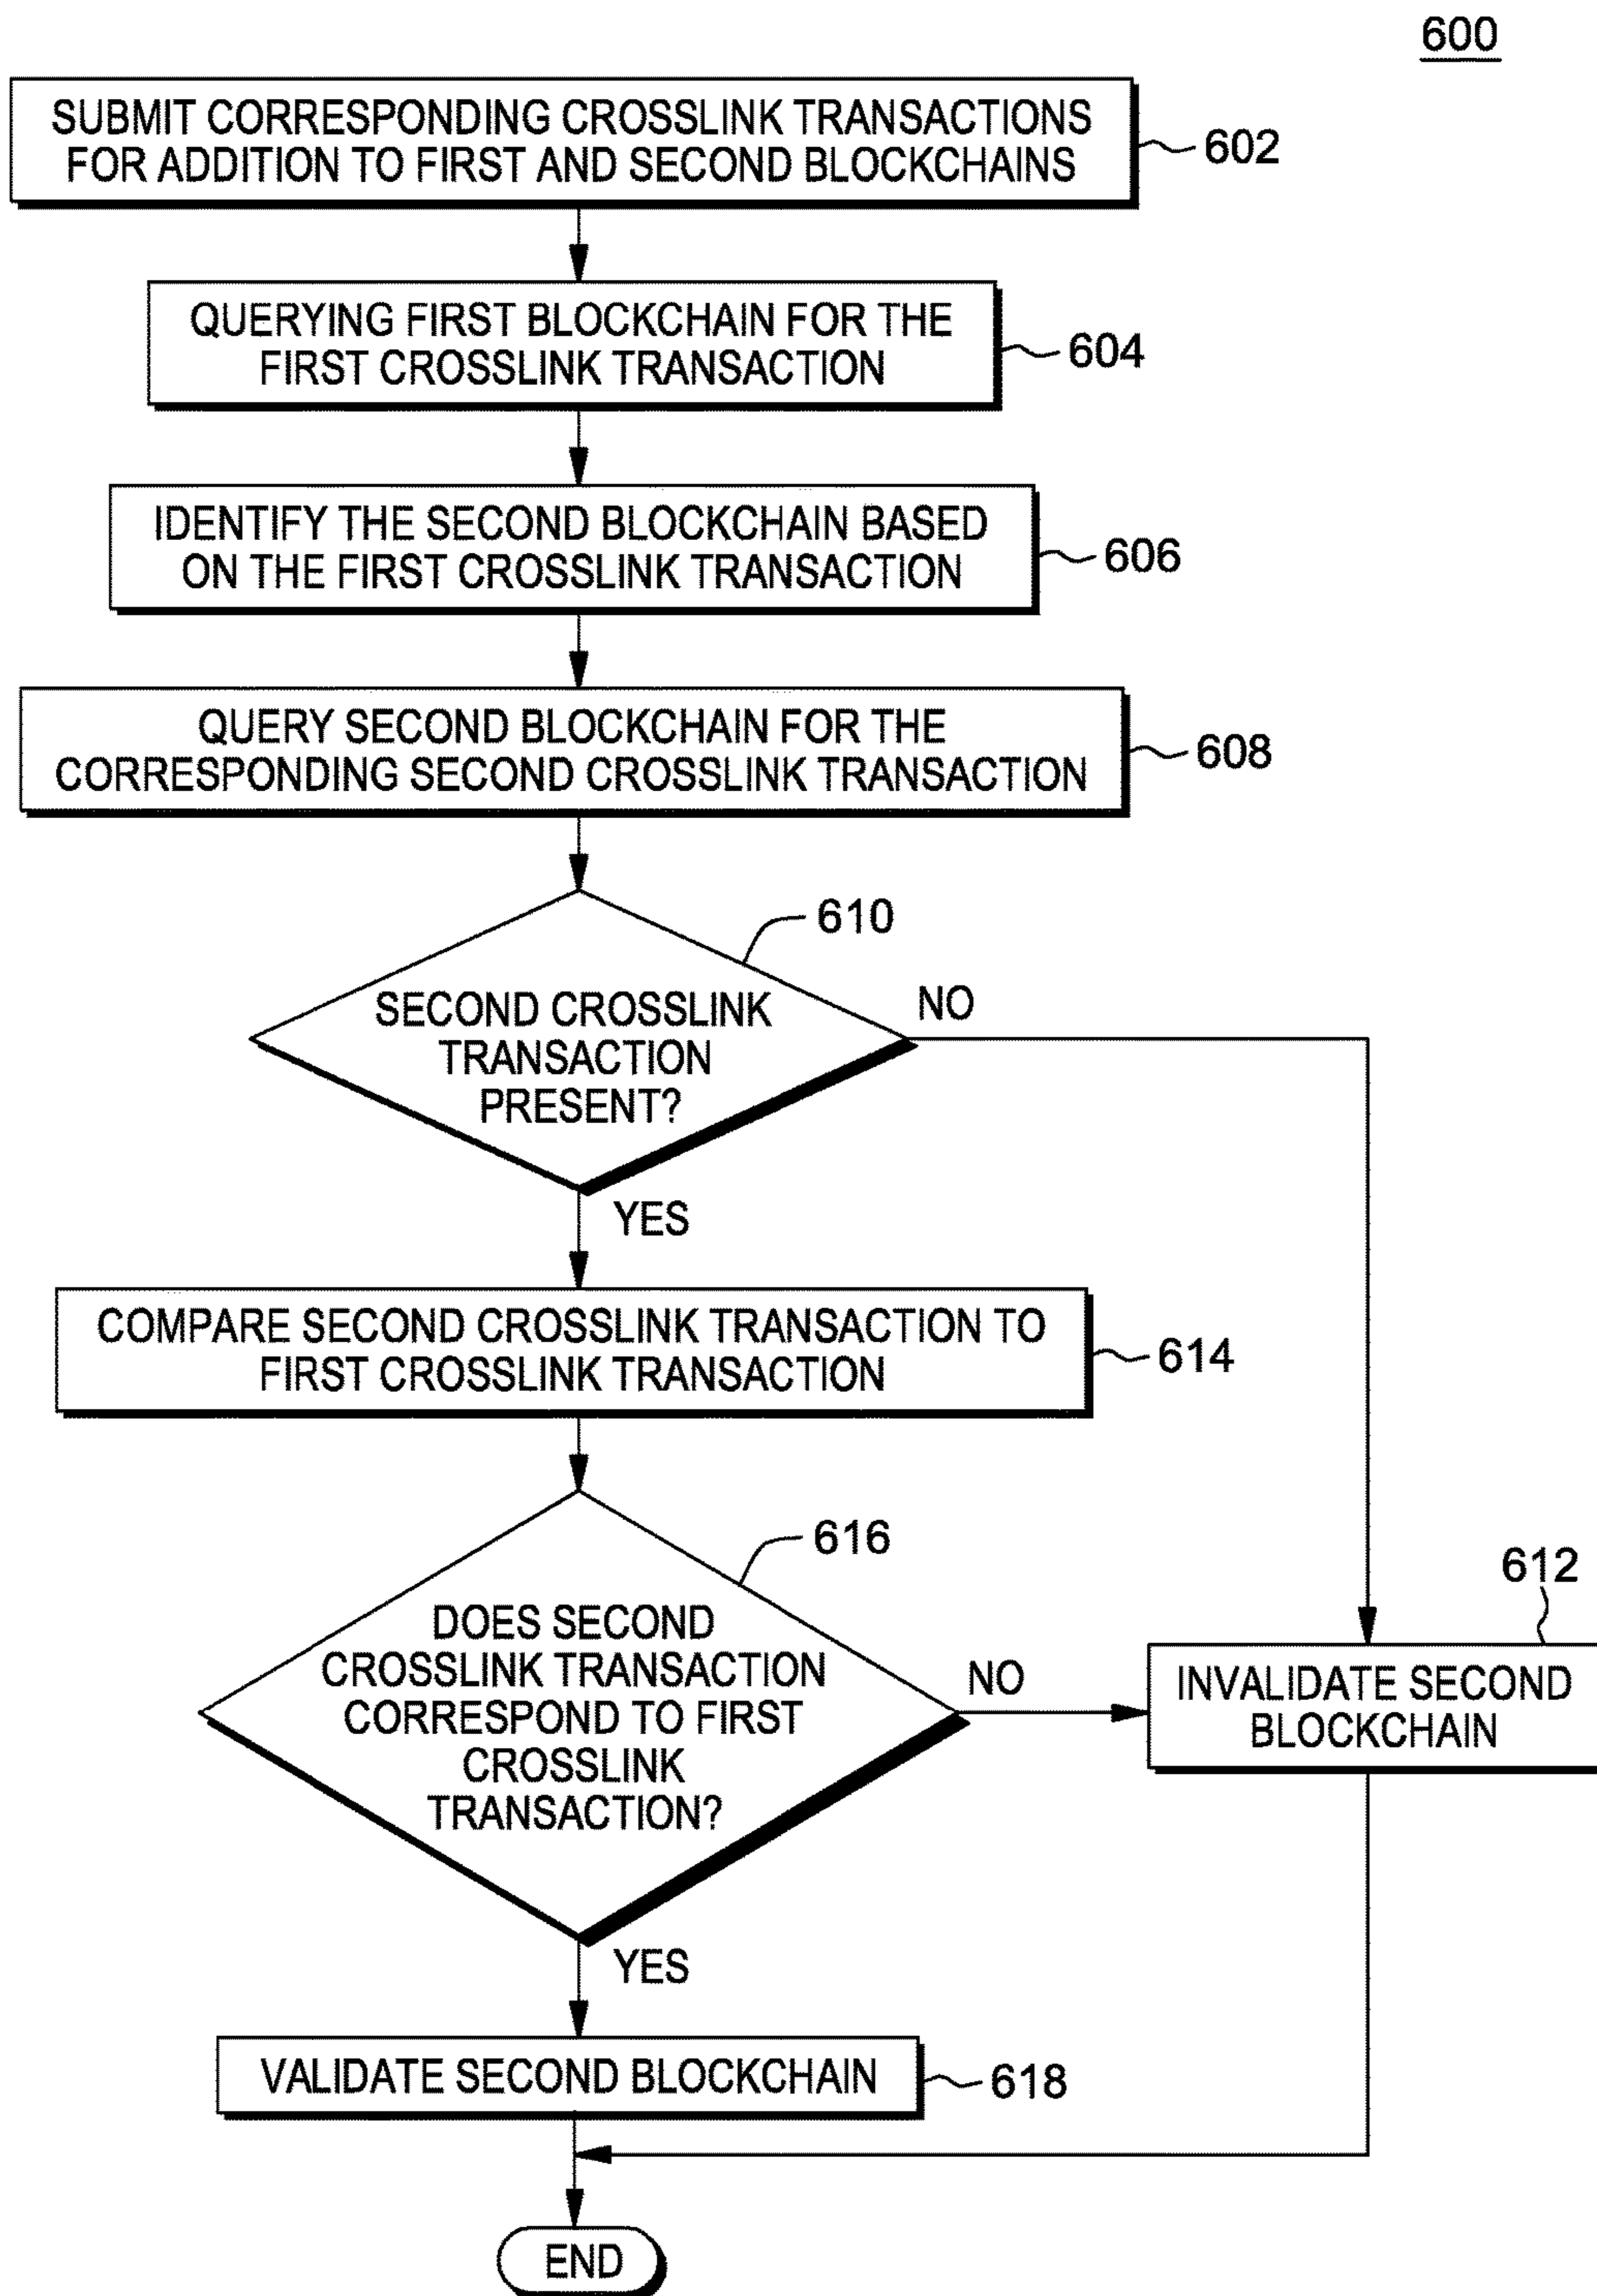 600
SUBMIT CORRESPONDING CROSSLINK TRANSACTIONS
FOR ADDITION TO FIRST AND SECOND BLOCKCHAINS
602
QUERYING FIRST BLOCKCHAIN FOR THE
FIRST CROSSLINK TRANSACTION
604
IDENTIFY THE SECOND BLOCKCHAIN BASED
ON THE FIRST CROSSLINK TRANSACTION
606
QUERY SECOND BLOCKCHAIN FOR THE
CORRESPONDING SECOND CROSSLINK TRANSACTION
608
610
SECOND CROSSLINK
TRANSACTION
PRESENT?
NO
YES
COMPARE SECOND CROSSLINK TRANSACTION TO
FIRST CROSSLINK TRANSACTION
614
616
DOES SECOND
CROSSLINK TRANSACTION
CORRESPOND TO FIRST
CROSSLINK
TRANSACTION?
NO
612
INVALIDATE SECOND
BLOCKCHAIN
YES
VALIDATE SECOND BLOCKCHAIN
618
END